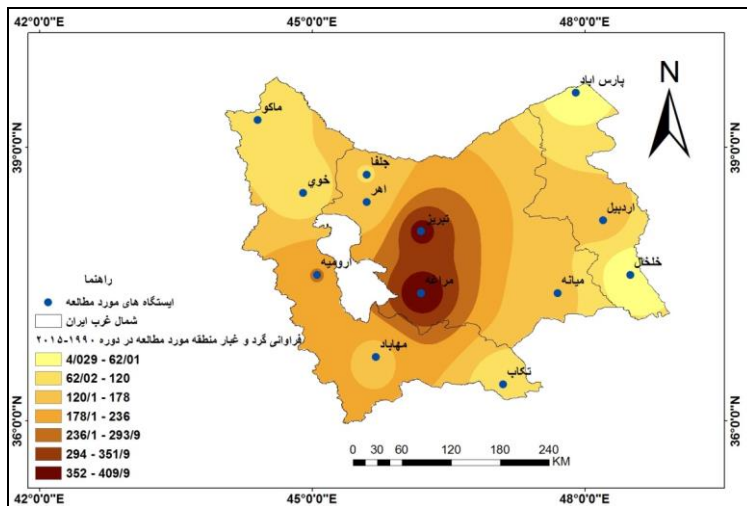 42°0'0"E 45°0'0"E 48°0'0"E
N
39°0'0"N 39°0'0"N
36°0'0"N 36°0'0"N
پارس اباد
ماکو
جلفا
خوي
اهر
اردبیل
تبریز
خلخال
ارومیه
مراغه
میانه
مهاباد
تکاب
راهنما
ایستگاه های مورد مطالعه
شمال غرب ایران
فراوانی گرد و غبار منطقه مورد مطالعه در دوره ۱۹۹۰-۲۰۱۵
4/029 - 62/01
62/02 - 120
120/1 - 178
178/1 - 236
236/1 - 293/9
294 - 351/9
352 - 409/9
0 30 60 120 180 240
KM
42°0'0"E 45°0'0"E 48°0'0"E